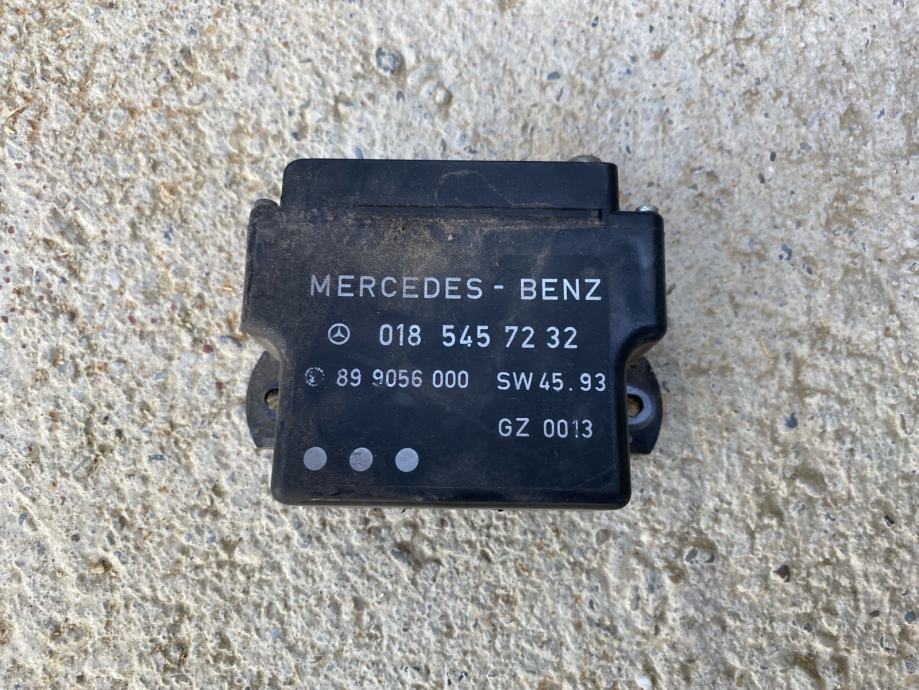 MERCEDES - BENZ
018 545 72 32
89 9056 000 SW 45.93
GZ 0013